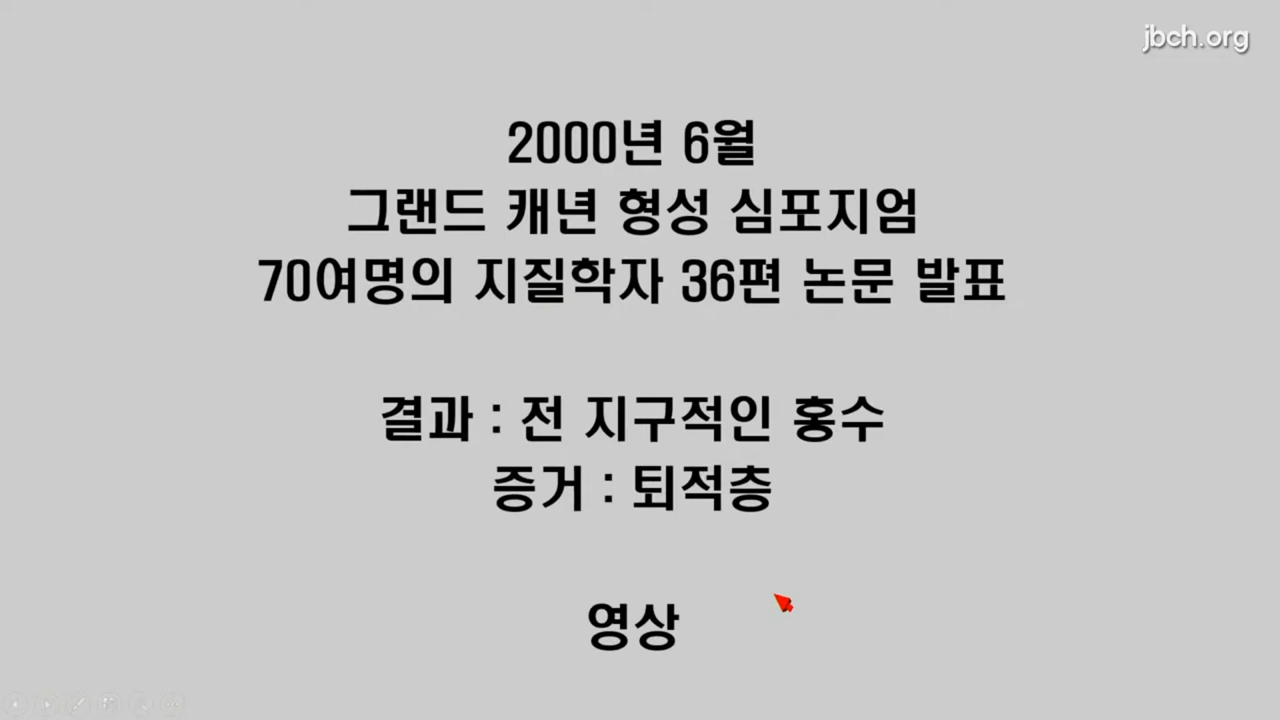 jbch.org
2000년 6월
그랜드 캐년 형성 심포지엄
70여명의 지질학자 36편 논문 발표
결과 : 전 지구적인 홍수
증거 : 퇴적층
영상